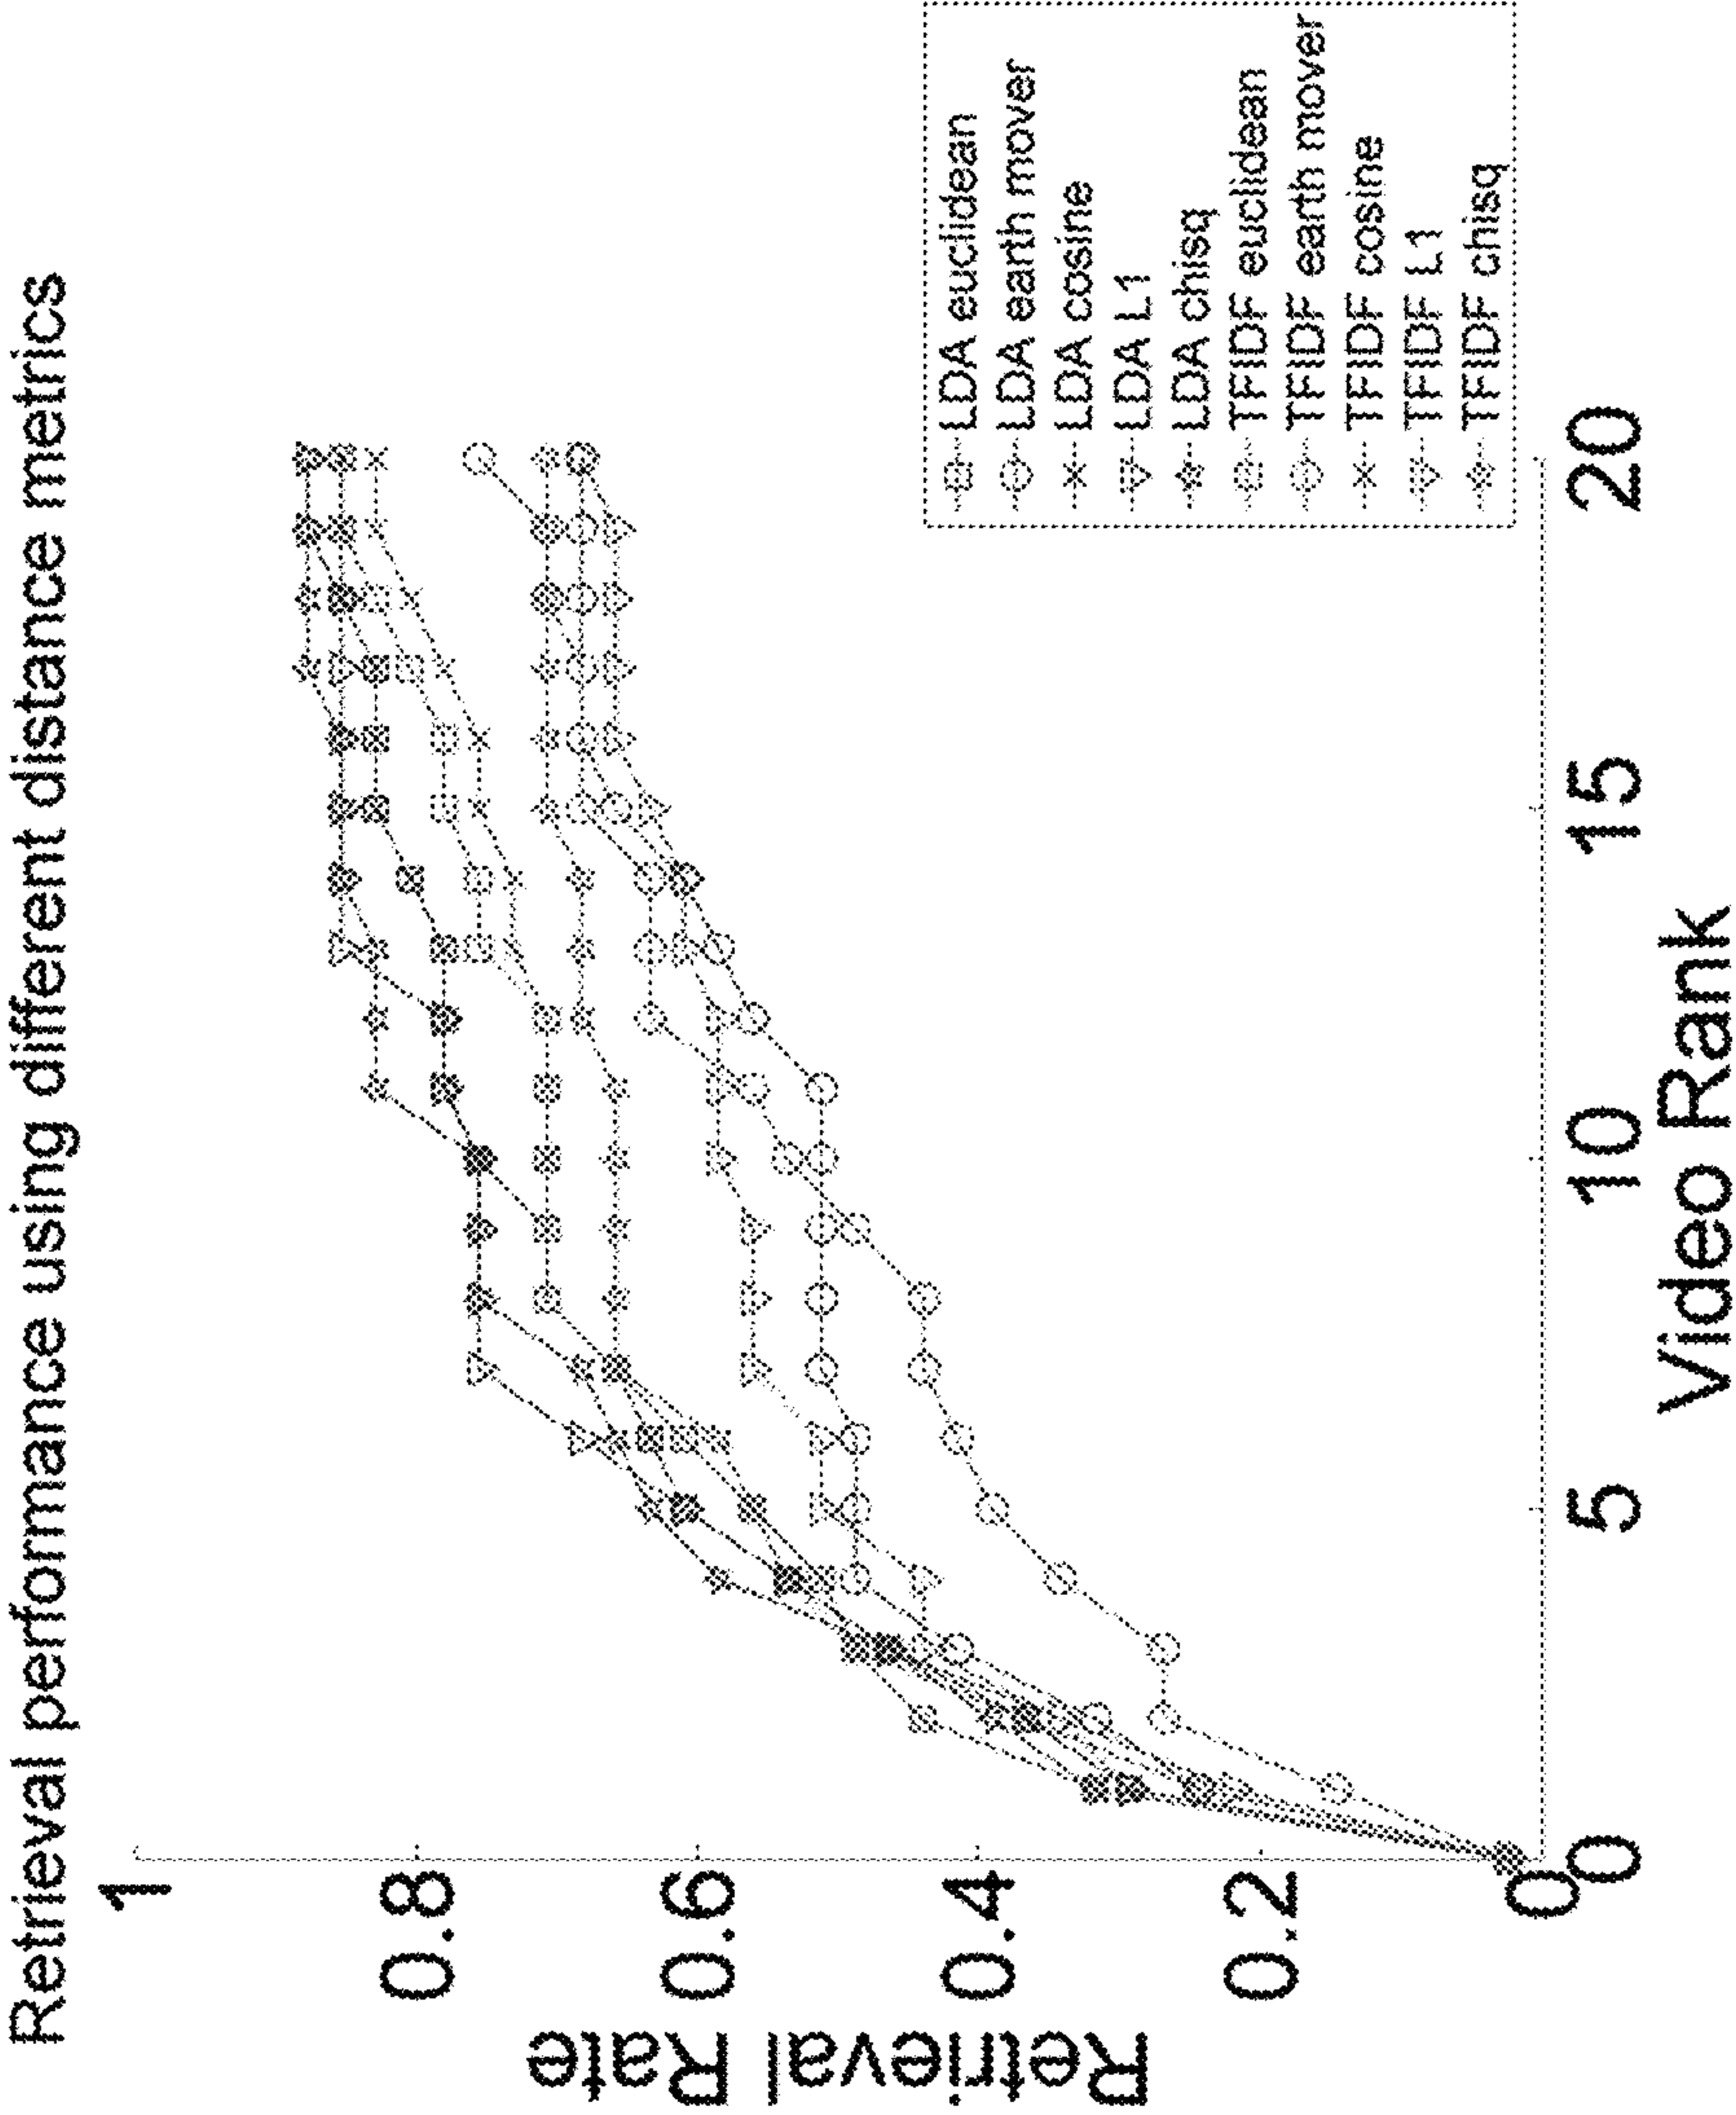 Retrieval performance using different distance metrics
Retrieval Rate
1
0.8
0.6
0.4
0.2
0
0
5
10
15
20
Video Rank
LDA euclidean
LDA earth mover
LDA cosine
LDA L1
LDA chisq
TFIDF euclidean
TFIDF earth mover
TFIDF cosine
TFIDF L1
TFIDF chisq